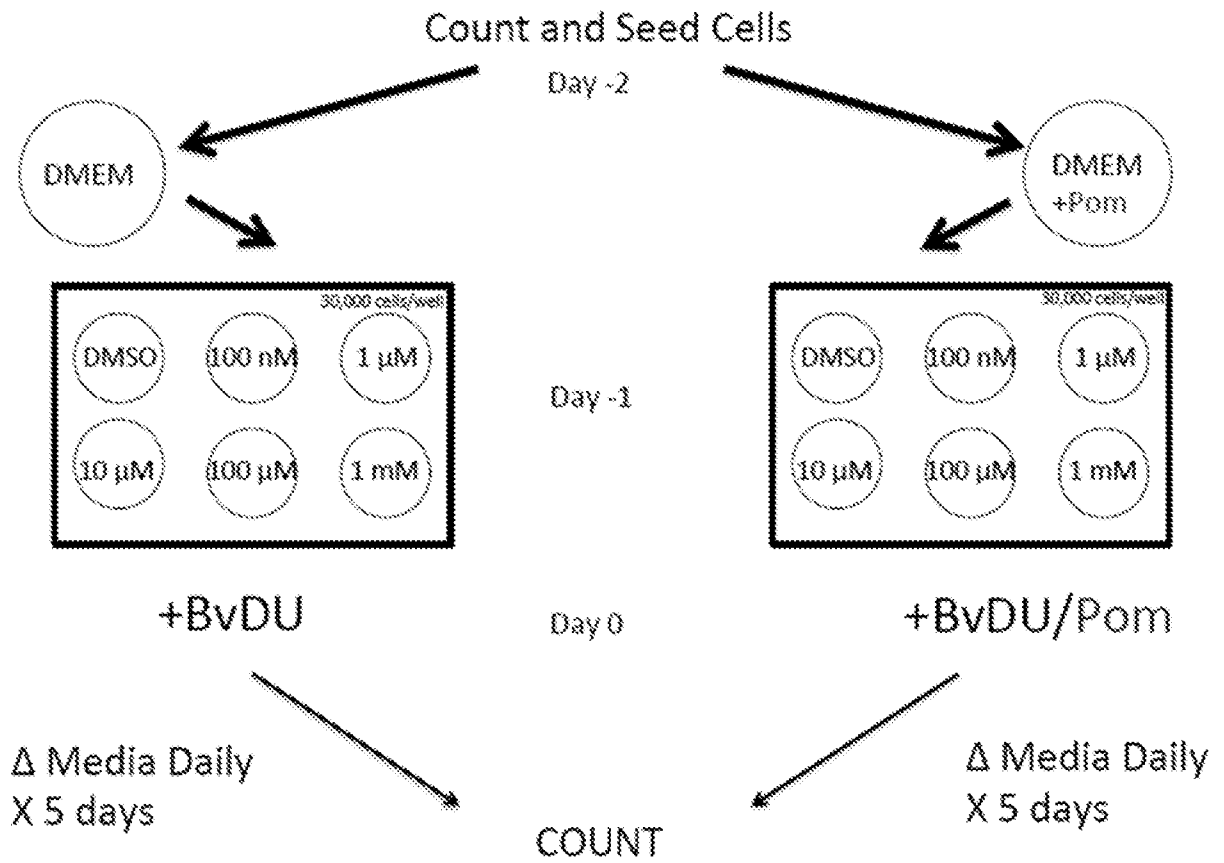 Count and Seed Cells
Day -2
DMEM
DMEM
+Pom
30,000 cells/well
DMSO
100 nM
1 µM
10 µM
100 µM
1 mM
Day -1
30,000 cells/well
DMSO
100 nM
1 µM
10 µM
100 µM
1 mM
+BvDU
Day 0
+BvDU/Pom
Δ Media Daily
X 5 days
Δ Media Daily
X 5 days
COUNT